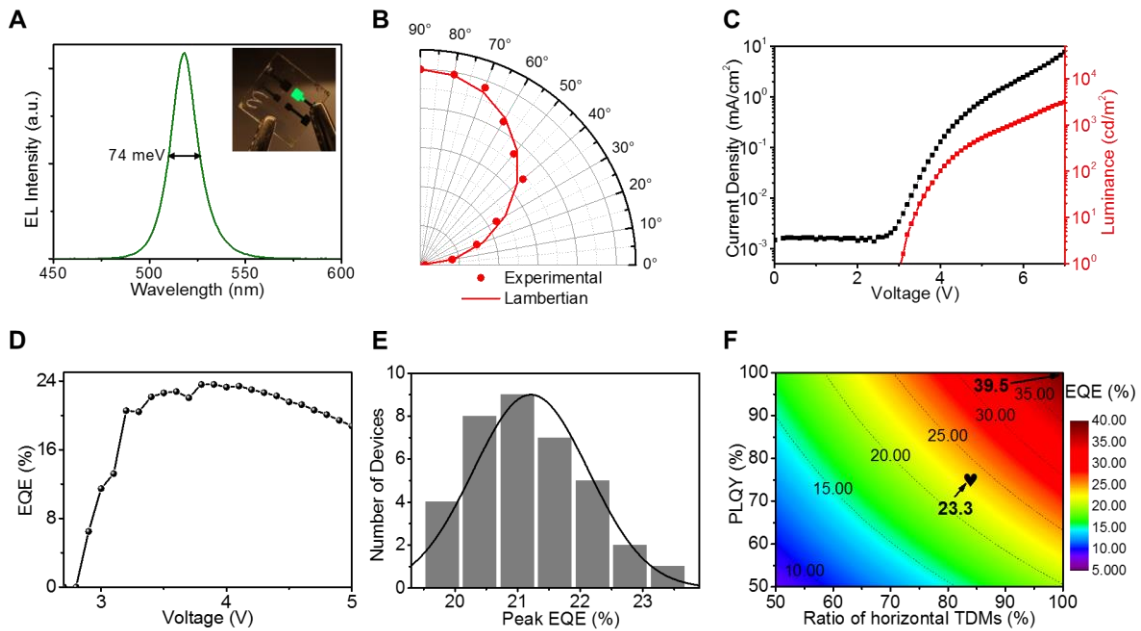 A
EL Intensity (a.u.)
74 meV
450 500 550 600
Wavelength (nm)
B
90° 80° 70° 60° 50° 40° 30° 20° 10° 0°
Experimental
Lambertian
C
Current Density (mA/cm²)
10¹
10⁰
10⁻¹
10⁻²
10⁻³
10⁴
10³
10²
10¹
10⁰
Luminance (cd/m²)
0 2 4 6
Voltage (V)
D
EQE (%)
24
18
12
6
0
3 4 5
Voltage (V)
E
Number of Devices
10
8
6
4
2
0
20 21 22 23
Peak EQE (%)
F
PLQY (%)
100
90
80
70
60
50
39.5
35.00
30.00
25.00
20.00
15.00
10.00
23.3
50 60 70 80 90 100
Ratio of horizontal TDMs (%)
EQE (%)
40.00
35.00
30.00
25.00
20.00
15.00
10.00
5.000